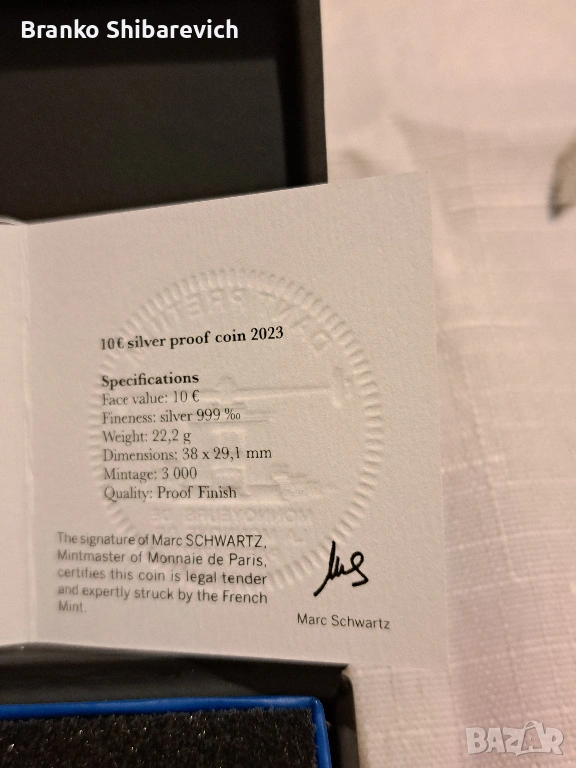 Branko Shibarevich
10€ silver proof coin 2023
Specifications
Face value: 10 €
Fineness: silver 999 ‰
Weight: 22,2 g
Dimensions: 38 x 29,1 mm
Mintage: 3 000
Quality: Proof Finish
The signature of Marc SCHWARTZ,
Mintmaster of Monnaie de Paris,
certifies this coin is legal tender
and expertly struck by the French
Mint.
Marc Schwartz
BAZAR